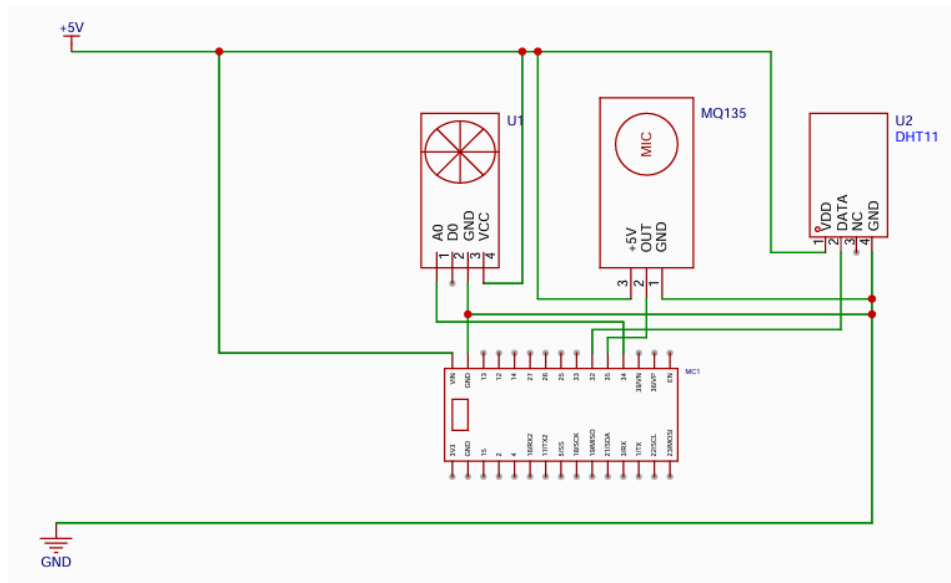 +5V
U1
MQ135
U2
DHT11
MIC
A0
D0
GND
VCC
1
2
3
4
+5V
OUT
GND
3
2
1
VDD
DATA
NC
GND
1
2
3
4
MC1
VIN
GND
13
12
14
27
26
25
33
32
35
34
39/VN
36/VP
EN
3V3
GND
15
2
4
16/RX2
17/TX2
5/SS
18/SCK
19/MISO
21/SDA
3/RX
1/TX
22/SCL
23/MOSI
GND